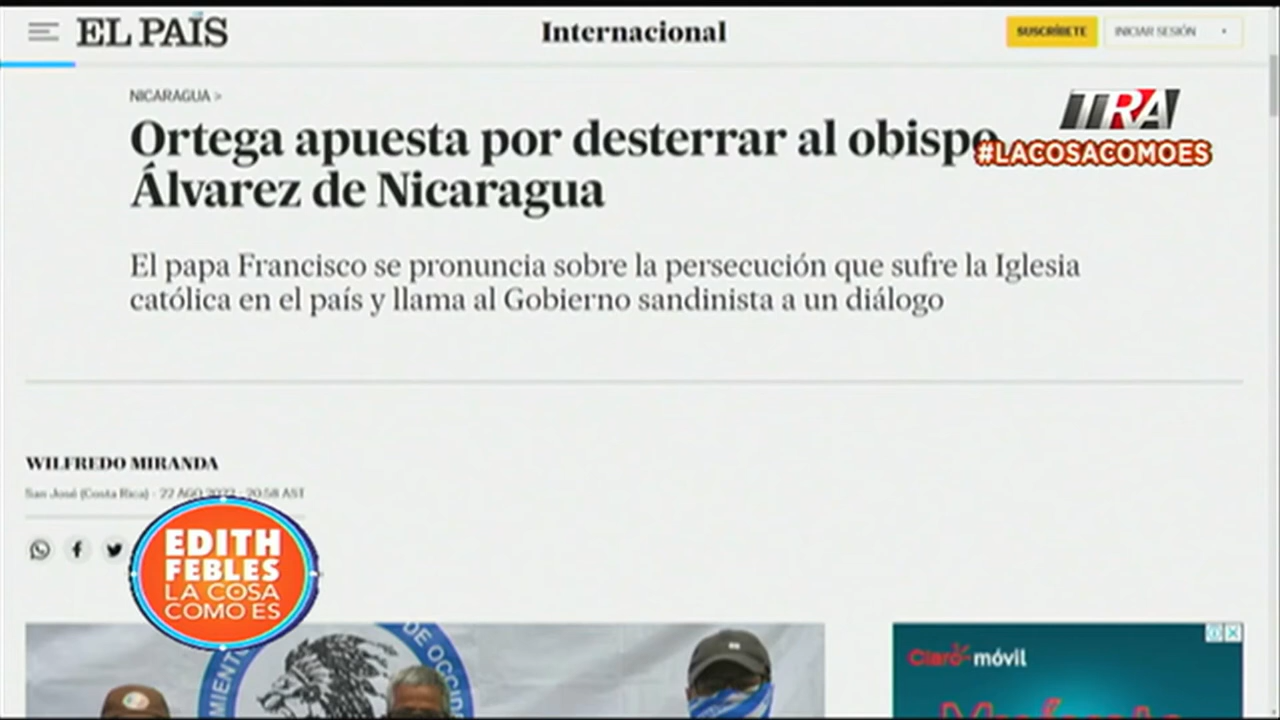 EL PAÍS
Internacional
SUSCRÍBETE
INICIAR SESIÓN
NICARAGUA >
TRA
#LACOSACOMOES
Ortega apuesta por desterrar al obispo
Álvarez de Nicaragua
El papa Francisco se pronuncia sobre la persecución que sufre la Iglesia
católica en el país y llama al Gobierno sandinista a un diálogo
WILFREDO MIRANDA
San José (Costa Rica) - 22 AGO 2022 - 20:58 AST
EDITH
FEBLES
LA COSA
COMO ES
MIENTO
DE OCCID
Claro móvil